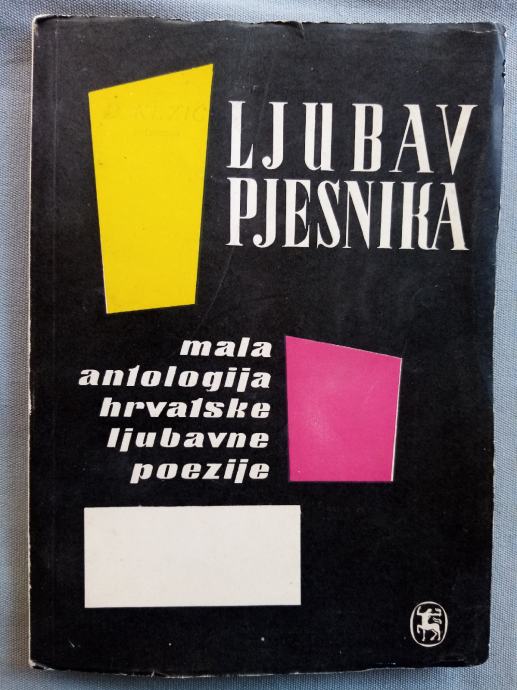 LJUBAV
PJESNIKA
mala
antologija
hrvatske
ljubavne
poezije